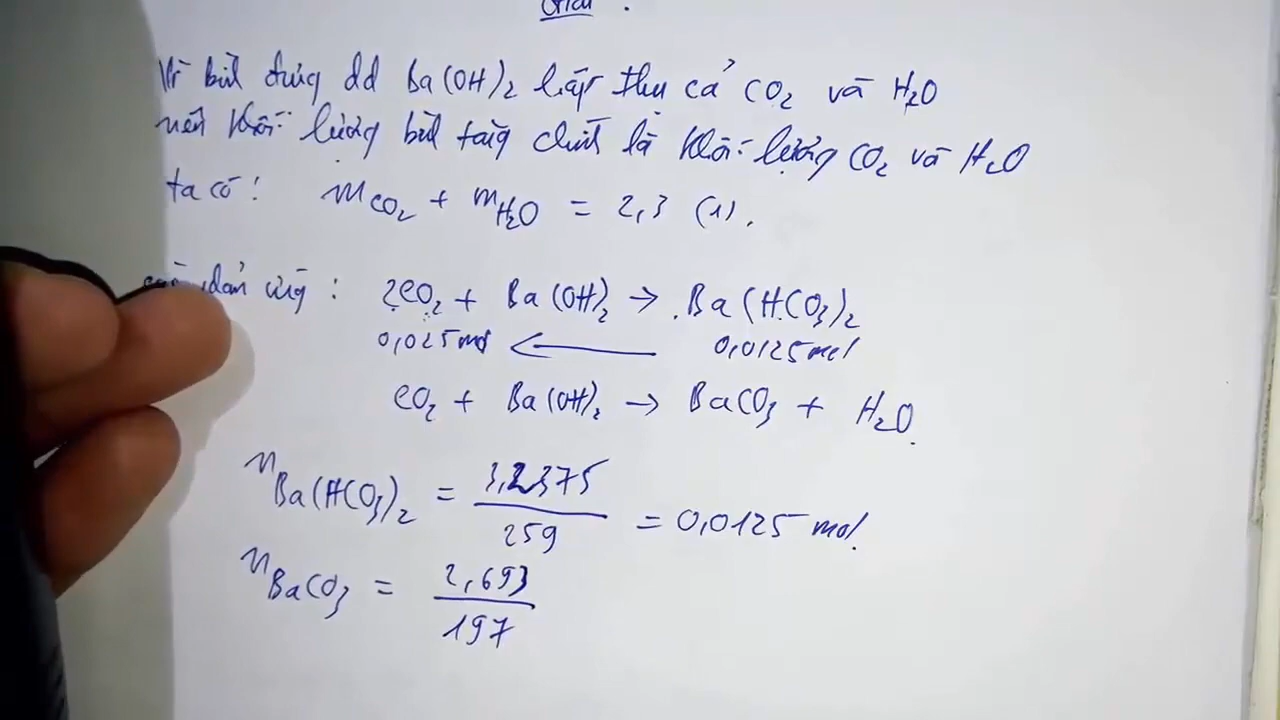 Giải.
Vì bình đựng dd Ba(OH)2 hấp thu cả CO2 và H2O
nên khối lượng bình tăng chính là khối lượng CO2 và H2O
ta có: mCO2 + mH2O = 2,3 (1).
ứng: 2CO2 + Ba(OH)2 → Ba(HCO3)2
0,025 mol ← 0,0125 mol
CO2 + Ba(OH)2 → BaCO3 + H2O
nBa(HCO3)2 = 3,2375/259 = 0,0125 mol.
nBaCO3 = 2,693/197